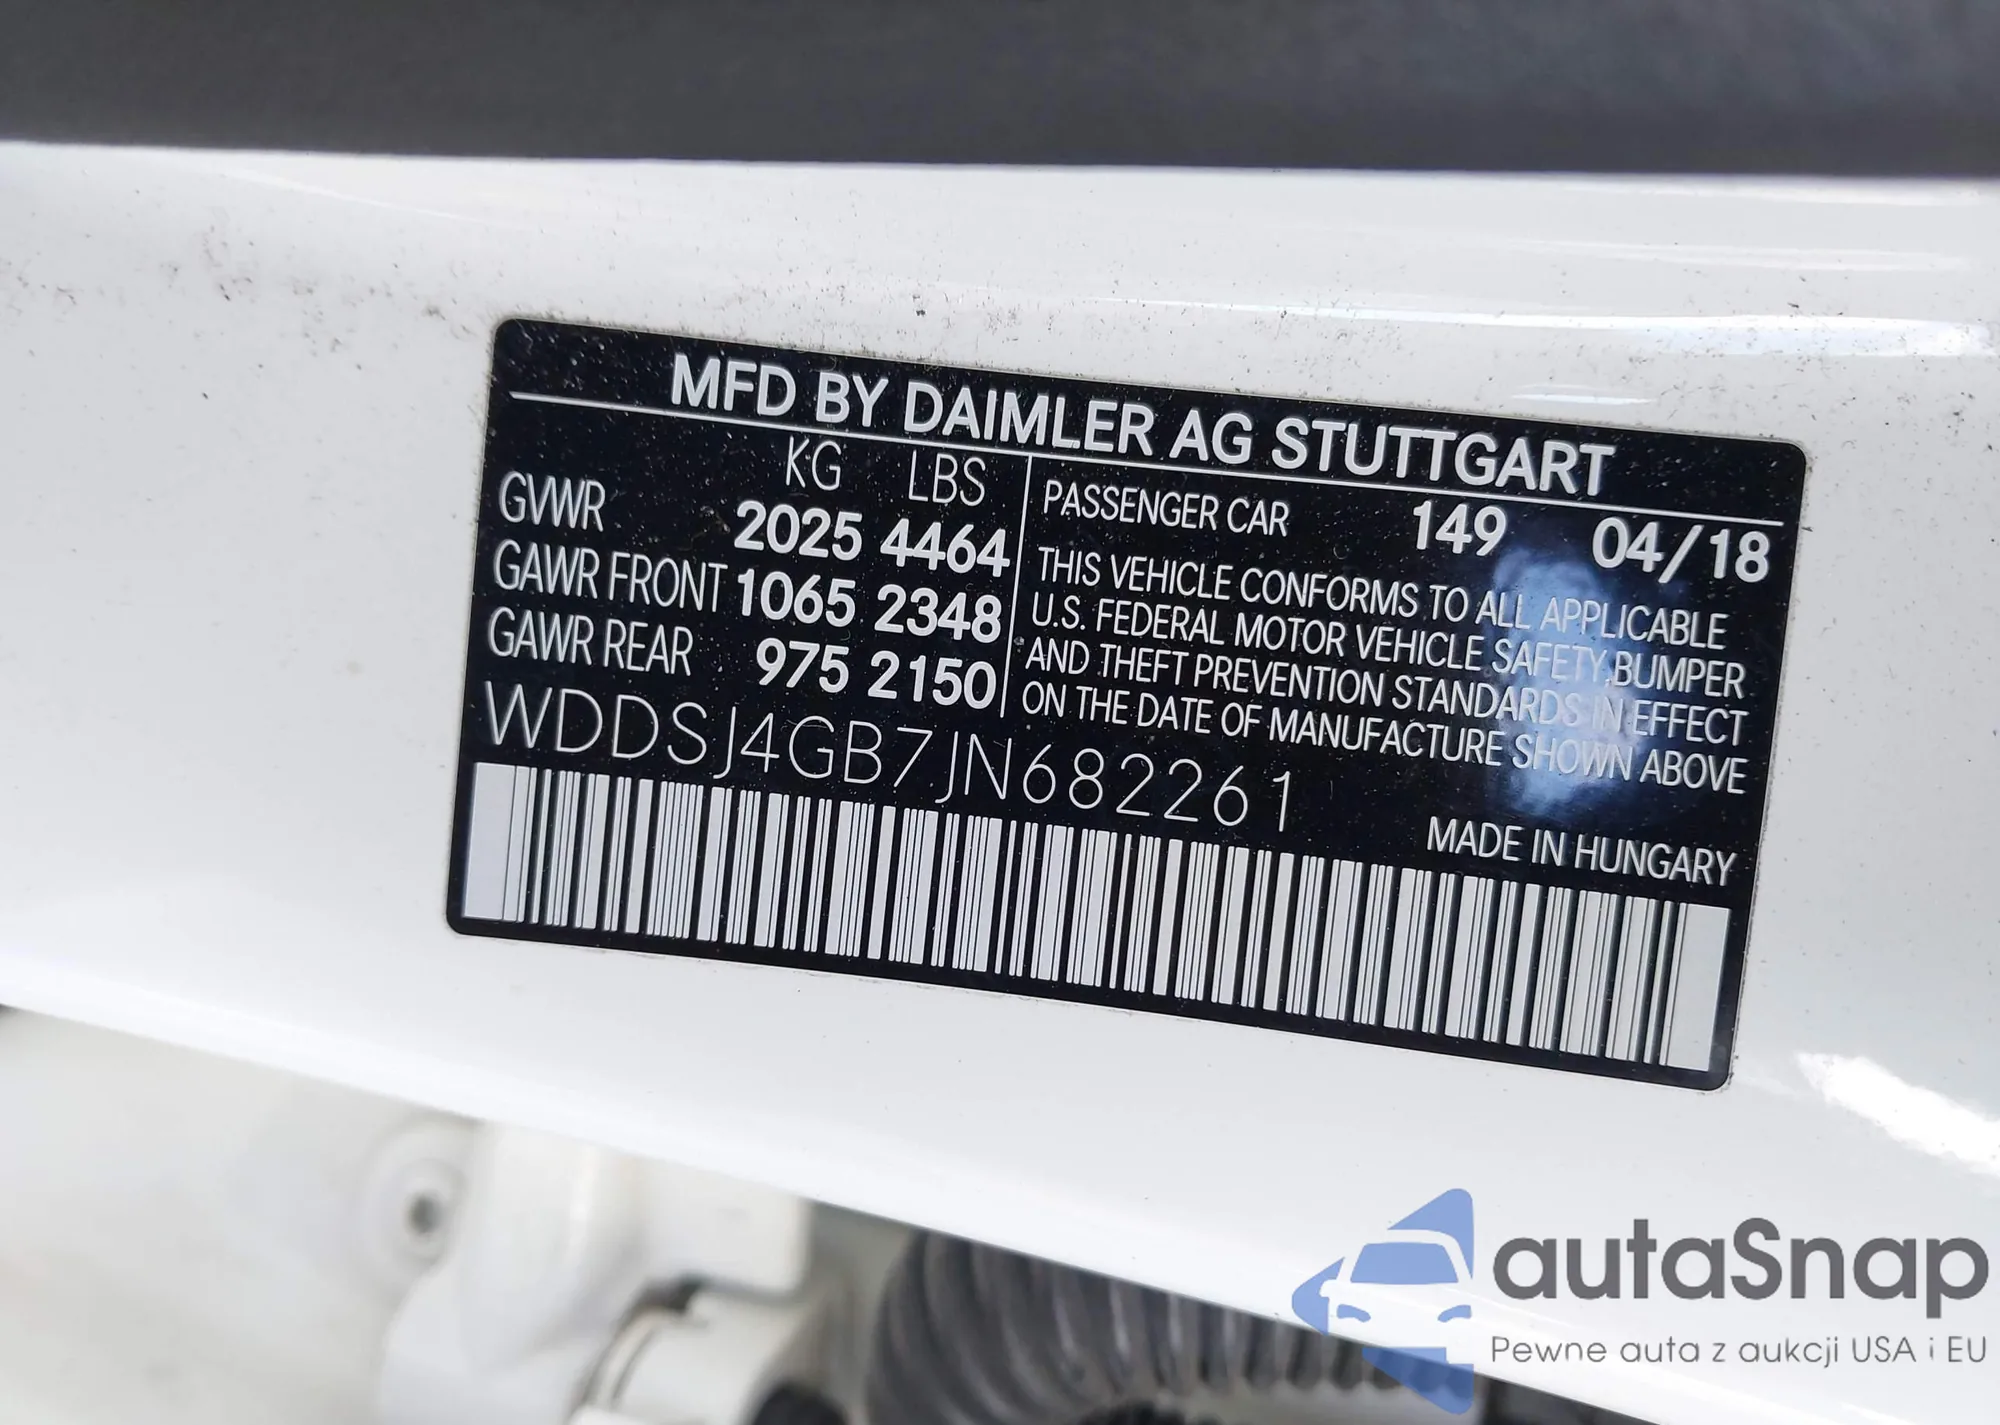 MFD BY DAIMLER AG STUTTGART
KG LBS
GVWR 2025 4464
GAWR FRONT 1065 2348
GAWR REAR 975 2150
PASSENGER CAR 149 04/18
THIS VEHICLE CONFORMS TO ALL APPLICABLE
U.S. FEDERAL MOTOR VEHICLE SAFETY,BUMPER
AND THEFT PREVENTION STANDARDS IN EFFECT
ON THE DATE OF MANUFACTURE SHOWN ABOVE
WDDSJ4GB7JN682261
MADE IN HUNGARY
autaSnap
Pewne auta z aukcji USA i EU